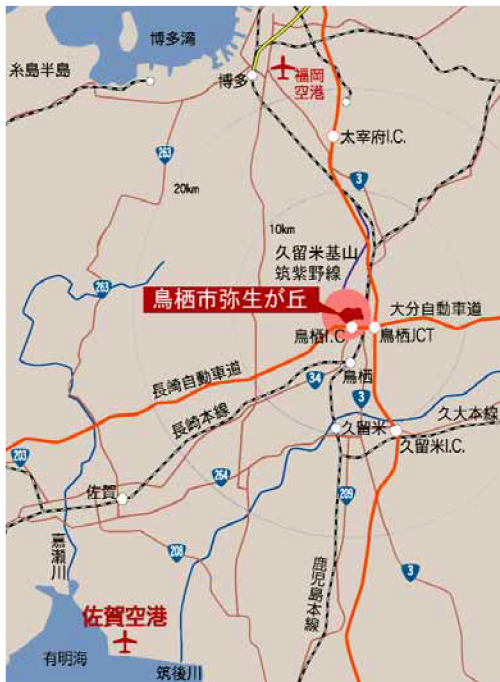 博多湾
糸島半島
博多
福岡
空港
太宰府I.C.
263
3
20km
10km
久留米基山
筑紫野線
263
鳥栖市弥生が丘
大分自動車道
鳥栖I.C
鳥栖JCT
長崎自動車道
鳥栖
34
3
長崎本線
久大本線
久留米
久留米I.C.
203
264
佐賀
209
208
嘉瀬川
鹿児島本線
3
佐賀空港
有明海
筑後川